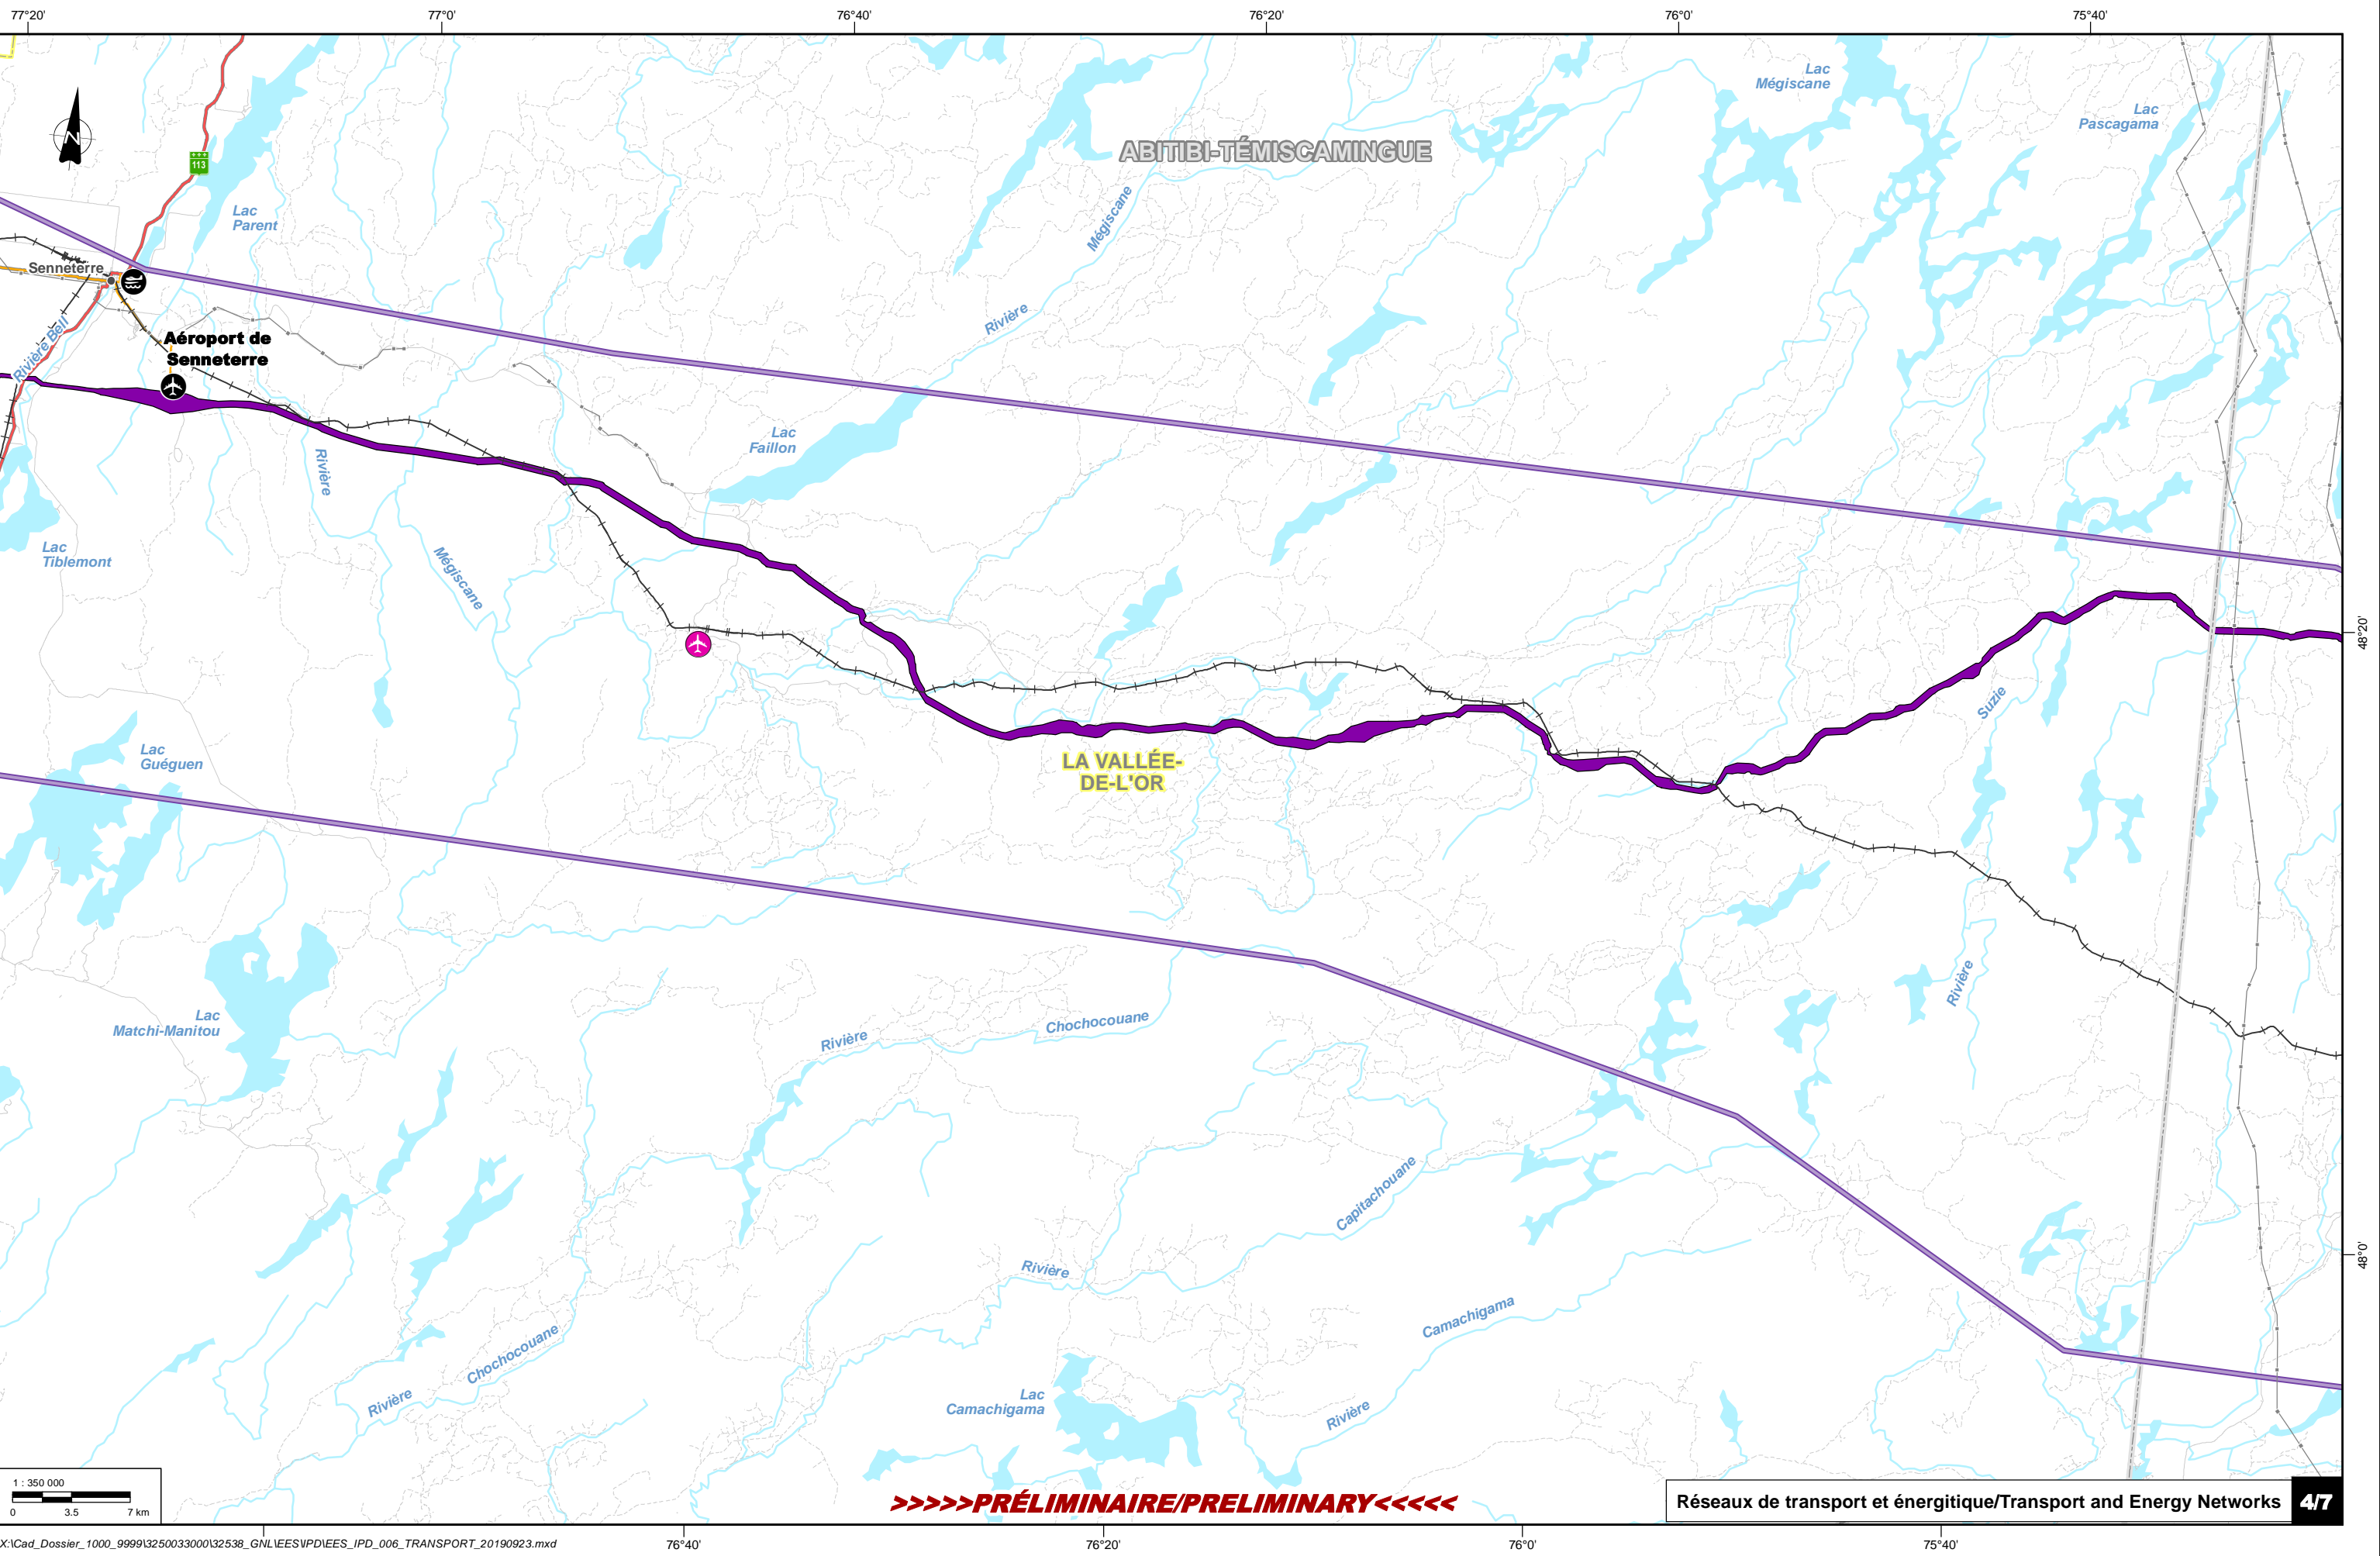 77°20'
77°0'
76°40'
76°20'
76°0'
75°40'
N
113
Lac
Mégiscane
Lac
Pascagama
ABITIBI-TÉMISCAMINGUE
Lac
Parent
Mégiscane
Rivière
Senneterre
Rivière Bell
Aéroport de
Senneterre
Lac
Faillon
Rivière
Mégiscane
Lac
Tiblemont
48°20'
Suzie
Rivière
LA VALLÉE-
DE-L'OR
Lac
Guéguen
Lac
Matchi-Manitou
Rivière
Chochocouane
Capitachouane
Rivière
48°0'
Camachigama
Rivière
Chochocouane
Rivière
Lac
Camachigama
1 : 350 000
0 3.5 7 km
>>>>>PRÉLIMINAIRE/PRELIMINARY<<<<<
Réseaux de transport et énergitique/Transport and Energy Networks 4/7
X:\Cad_Dossier_1000_9999\3250033000\32538_GNL\EES\IPD\EES_IPD_006_TRANSPORT_20190923.mxd
76°40'
76°20'
76°0'
75°40'